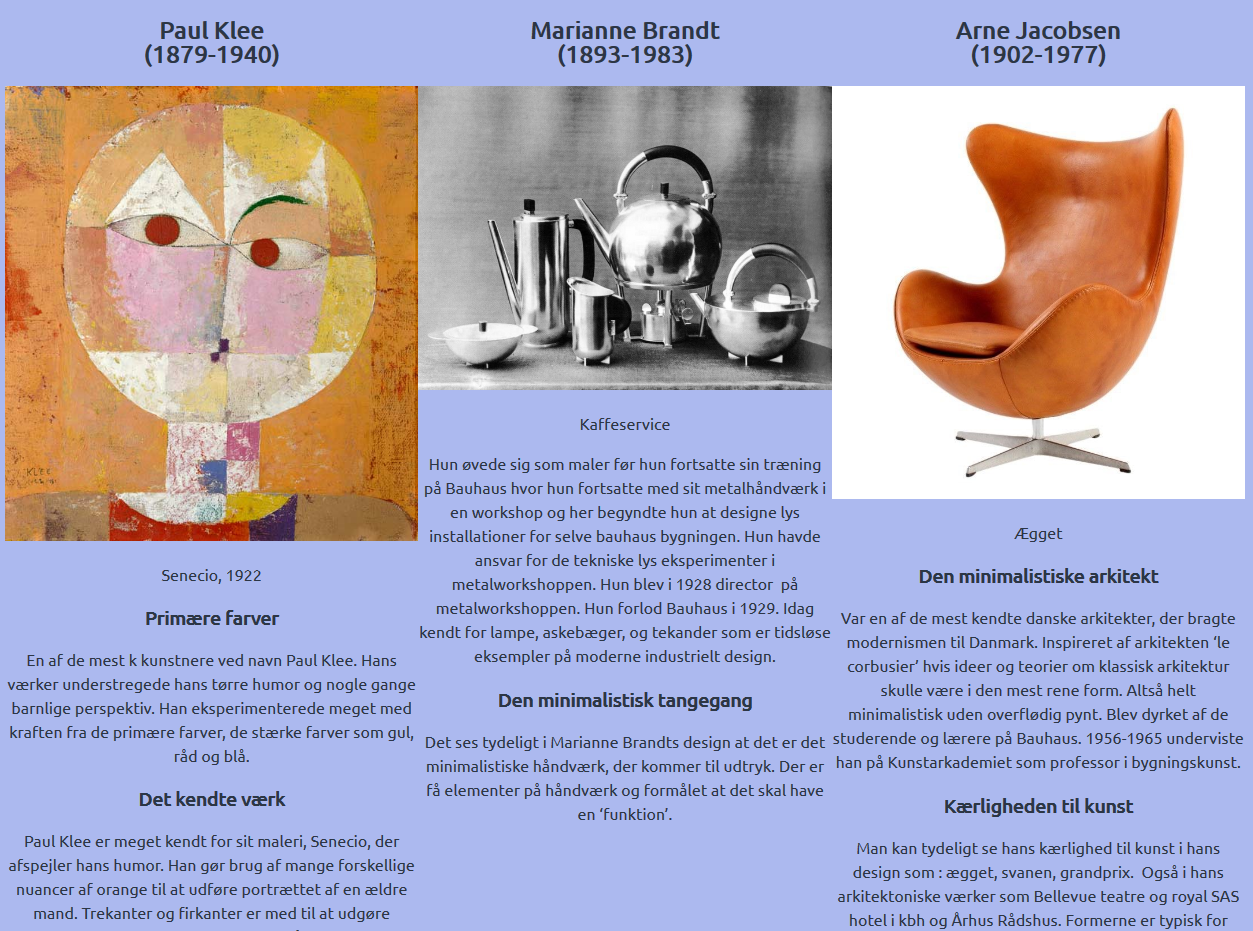 Paul Klee
(1879-1940)
KLEE
Senecio, 1922
Primære farver
En af de mest k kunstnere ved navn Paul Klee. Hans
værker understregede hans tørre humor og nogle gange
barnlige perspektiv. Han eksperimenterede meget med
kraften fra de primære farver, de stærke farver som gul,
råd og blå.
Det kendte værk
Paul Klee er meget kendt for sit maleri, Senecio, der
afspejler hans humor. Han gør brug af mange forskellige
nuancer af orange til at udføre portrættet af en ældre
mand. Trekanter og firkanter er med til at udgøre
Marianne Brandt
(1893-1983)
Kaffeservice
Hun øvede sig som maler før hun fortsatte sin træning
på Bauhaus hvor hun fortsatte med sit metalhåndværk i
en workshop og her begyndte hun at designe lys
installationer for selve bauhaus bygningen. Hun havde
ansvar for de tekniske lys eksperimenter i
metalworkshoppen. Hun blev i 1928 director  på
metalworkshoppen. Hun forlod Bauhaus i 1929. Idag
kendt for lampe, askebæger, og tekander som er tidsløse
eksempler på moderne industrielt design.
Den minimalistisk tangegang
Det ses tydeligt i Marianne Brandts design at det er det
minimalistiske håndværk, der kommer til udtryk. Der er
få elementer på håndværk og formålet at det skal have
en ‘funktion’.
Arne Jacobsen
(1902-1977)
Ægget
Den minimalistiske arkitekt
Var en af de mest kendte danske arkitekter, der bragte
modernismen til Danmark. Inspireret af arkitekten ‘le
corbusier’ hvis ideer og teorier om klassisk arkitektur
skulle være i den mest rene form. Altså helt
minimalistisk uden overflødig pynt. Blev dyrket af de
studerende og lærere på Bauhaus. 1956-1965 underviste
han på Kunstarkademiet som professor i bygningskunst.
Kærligheden til kunst
Man kan tydeligt se hans kærlighed til kunst i hans
design som : ægget, svanen, grandprix.  Også i hans
arkitektoniske værker som Bellevue teatre og royal SAS
hotel i kbh og Århus Rådshus. Formerne er typisk for